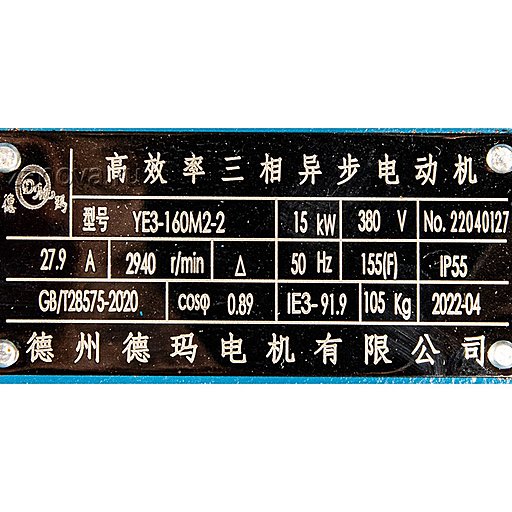 高效率三相异步电动机
德 玛
型号 YE3-160M2-2 15 kW 380 V No. 22040127
27.9 A 2940 r/min Δ 50 Hz 155(F) IP55
GB/T28575-2020 cosφ 0.89 IE3-91.9 105 Kg 2022-04
德州德玛电机有限公司